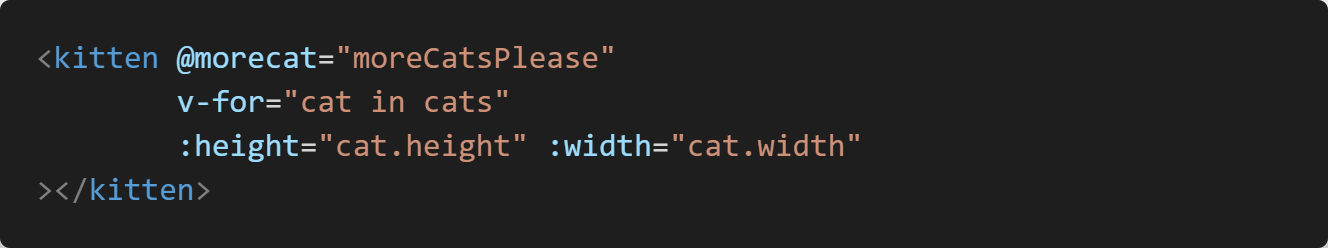 <kitten @morecat="moreCatsPlease"
v-for="cat in cats"
:height="cat.height" :width="cat.width"
></kitten>